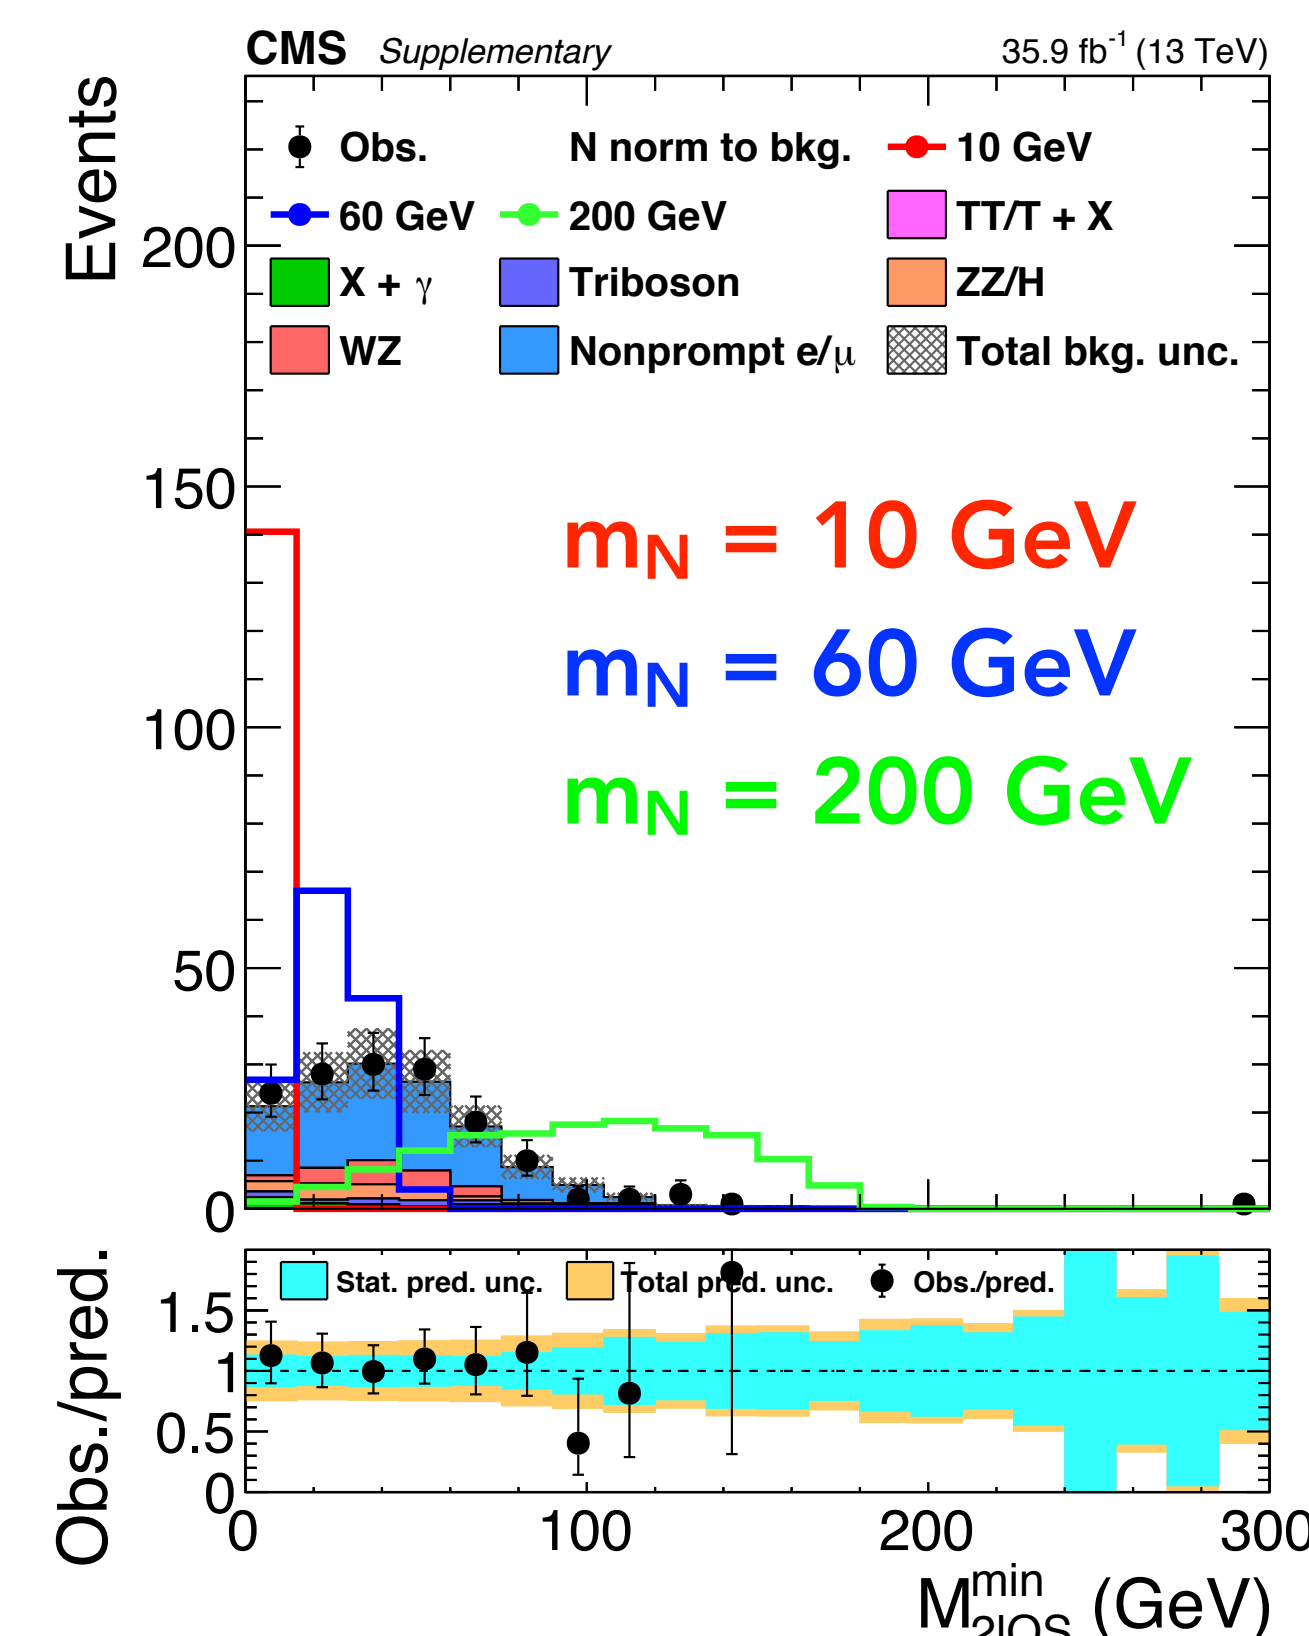 CMS Supplementary 35.9 fb-1 (13 TeV)
Events
Obs. N norm to bkg. 10 GeV
60 GeV 200 GeV TT/T + X
X + γ Triboson ZZ/H
WZ Nonprompt e/μ Total bkg. unc.
200
150
100
50
0
mN = 10 GeV
mN = 60 GeV
mN = 200 GeV
Obs./pred.
Stat. pred. unc. Total pred. unc. Obs./pred.
1.5
1
0.5
0
0 100 200 300
M2lOS min (GeV)